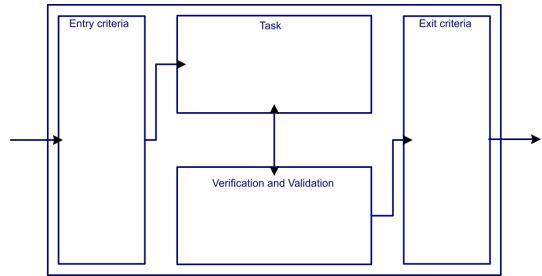 Entry criteria
Task
Exit criteria
Verification and Validation